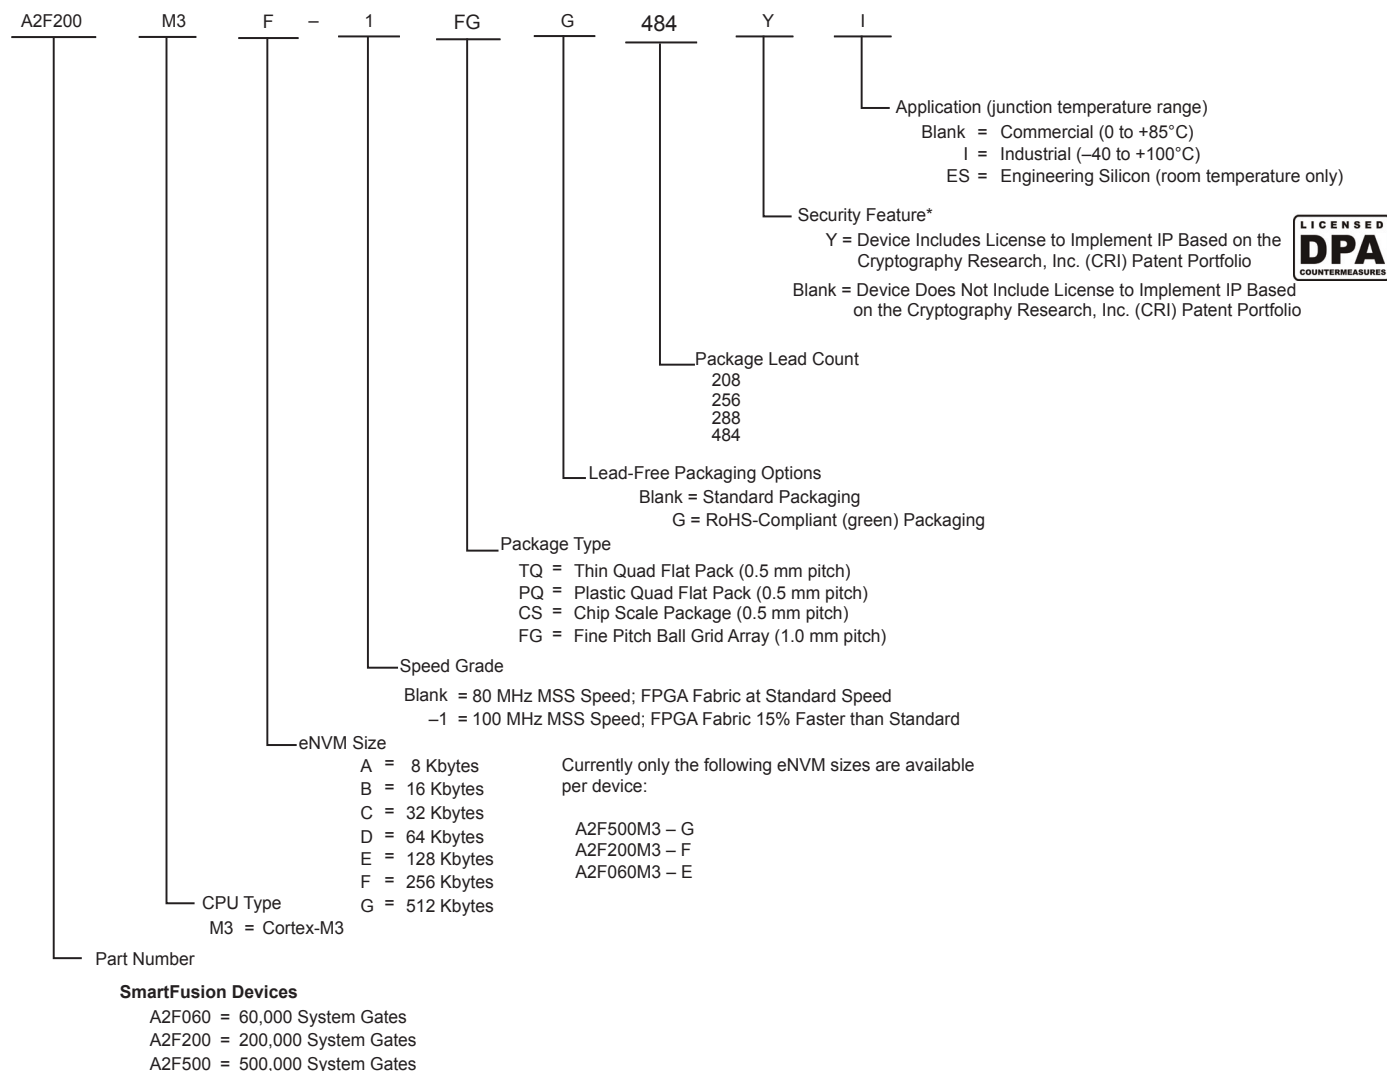 A2F200 M3 F – 1 FG G 484 Y I
Application (junction temperature range)
Blank = Commercial (0 to +85°C)
I = Industrial (–40 to +100°C)
ES = Engineering Silicon (room temperature only)
Security Feature*
Y = Device Includes License to Implement IP Based on the
Cryptography Research, Inc. (CRI) Patent Portfolio
LICENSED
DPA
COUNTERMEASURES
Blank = Device Does Not Include License to Implement IP Based
on the Cryptography Research, Inc. (CRI) Patent Portfolio
Package Lead Count
208
256
288
484
Lead-Free Packaging Options
Blank = Standard Packaging
G = RoHS-Compliant (green) Packaging
Package Type
TQ = Thin Quad Flat Pack (0.5 mm pitch)
PQ = Plastic Quad Flat Pack (0.5 mm pitch)
CS = Chip Scale Package (0.5 mm pitch)
FG = Fine Pitch Ball Grid Array (1.0 mm pitch)
Speed Grade
Blank = 80 MHz MSS Speed; FPGA Fabric at Standard Speed
–1 = 100 MHz MSS Speed; FPGA Fabric 15% Faster than Standard
eNVM Size
A = 8 Kbytes
B = 16 Kbytes
C = 32 Kbytes
D = 64 Kbytes
E = 128 Kbytes
F = 256 Kbytes
G = 512 Kbytes
Currently only the following eNVM sizes are available
per device:
A2F500M3 – G
A2F200M3 – F
A2F060M3 – E
CPU Type
M3 = Cortex-M3
Part Number
SmartFusion Devices
A2F060 = 60,000 System Gates
A2F200 = 200,000 System Gates
A2F500 = 500,000 System Gates